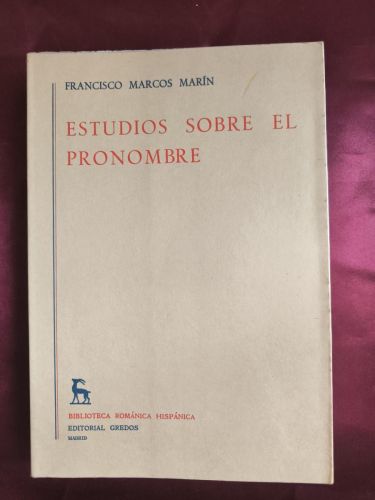 FRANCISCO MARCOS MARÍN
ESTUDIOS SOBRE EL
PRONOMBRE
BIBLIOTECA ROMÁNICA HISPÁNICA
EDITORIAL GREDOS
MADRID